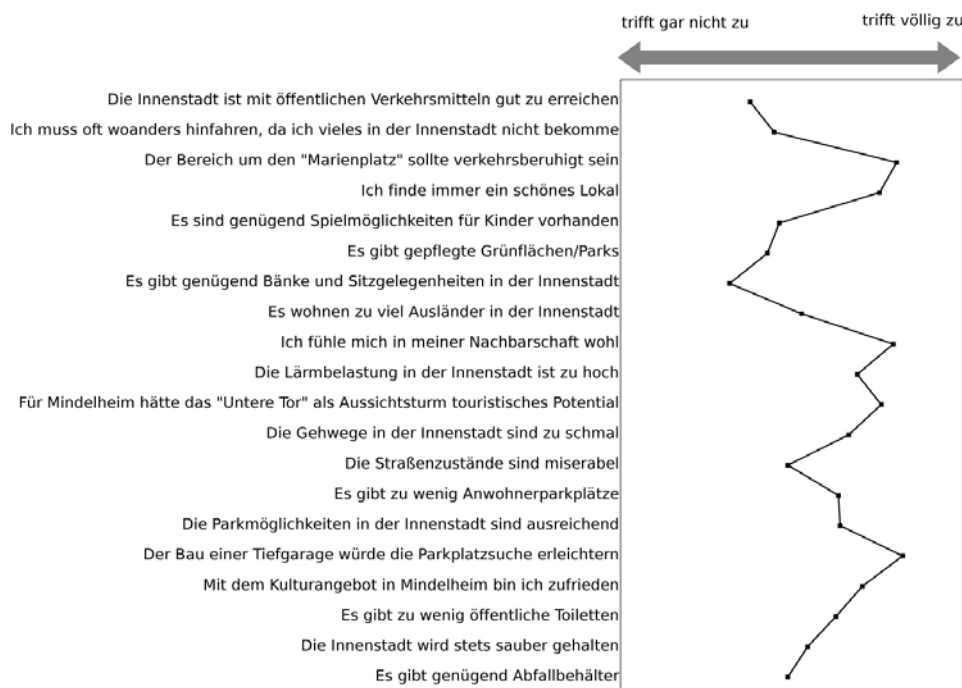 trifft gar nicht zu
trifft völlig zu
Die Innenstadt ist mit öffentlichen Verkehrsmitteln gut zu erreichen
Ich muss oft woanders hinfahren, da ich vieles in der Innenstadt nicht bekomme
Der Bereich um den "Marienplatz" sollte verkehrsberuhigt sein
Ich finde immer ein schönes Lokal
Es sind genügend Spielmöglichkeiten für Kinder vorhanden
Es gibt gepflegte Grünflächen/Parks
Es gibt genügend Bänke und Sitzgelegenheiten in der Innenstadt
Es wohnen zu viel Ausländer in der Innenstadt
Ich fühle mich in meiner Nachbarschaft wohl
Die Lärmbelastung in der Innenstadt ist zu hoch
Für Mindelheim hätte das "Untere Tor" als Aussichtsturm touristisches Potential
Die Gehwege in der Innenstadt sind zu schmal
Die Straßenzustände sind miserabel
Es gibt zu wenig Anwohnerparkplätze
Die Parkmöglichkeiten in der Innenstadt sind ausreichend
Der Bau einer Tiefgarage würde die Parkplatzsuche erleichtern
Mit dem Kulturangebot in Mindelheim bin ich zufrieden
Es gibt zu wenig öffentliche Toiletten
Die Innenstadt wird stets sauber gehalten
Es gibt genügend Abfallbehälter